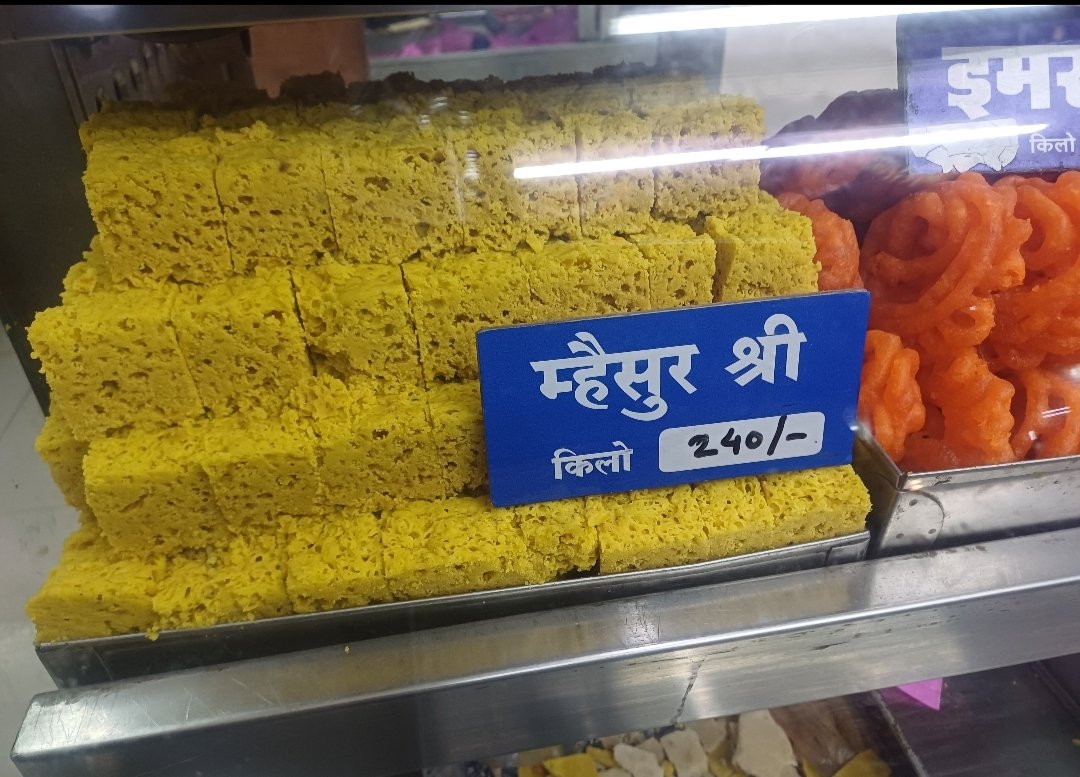 म्हैसुर श्री
किलो 240/-
किलो